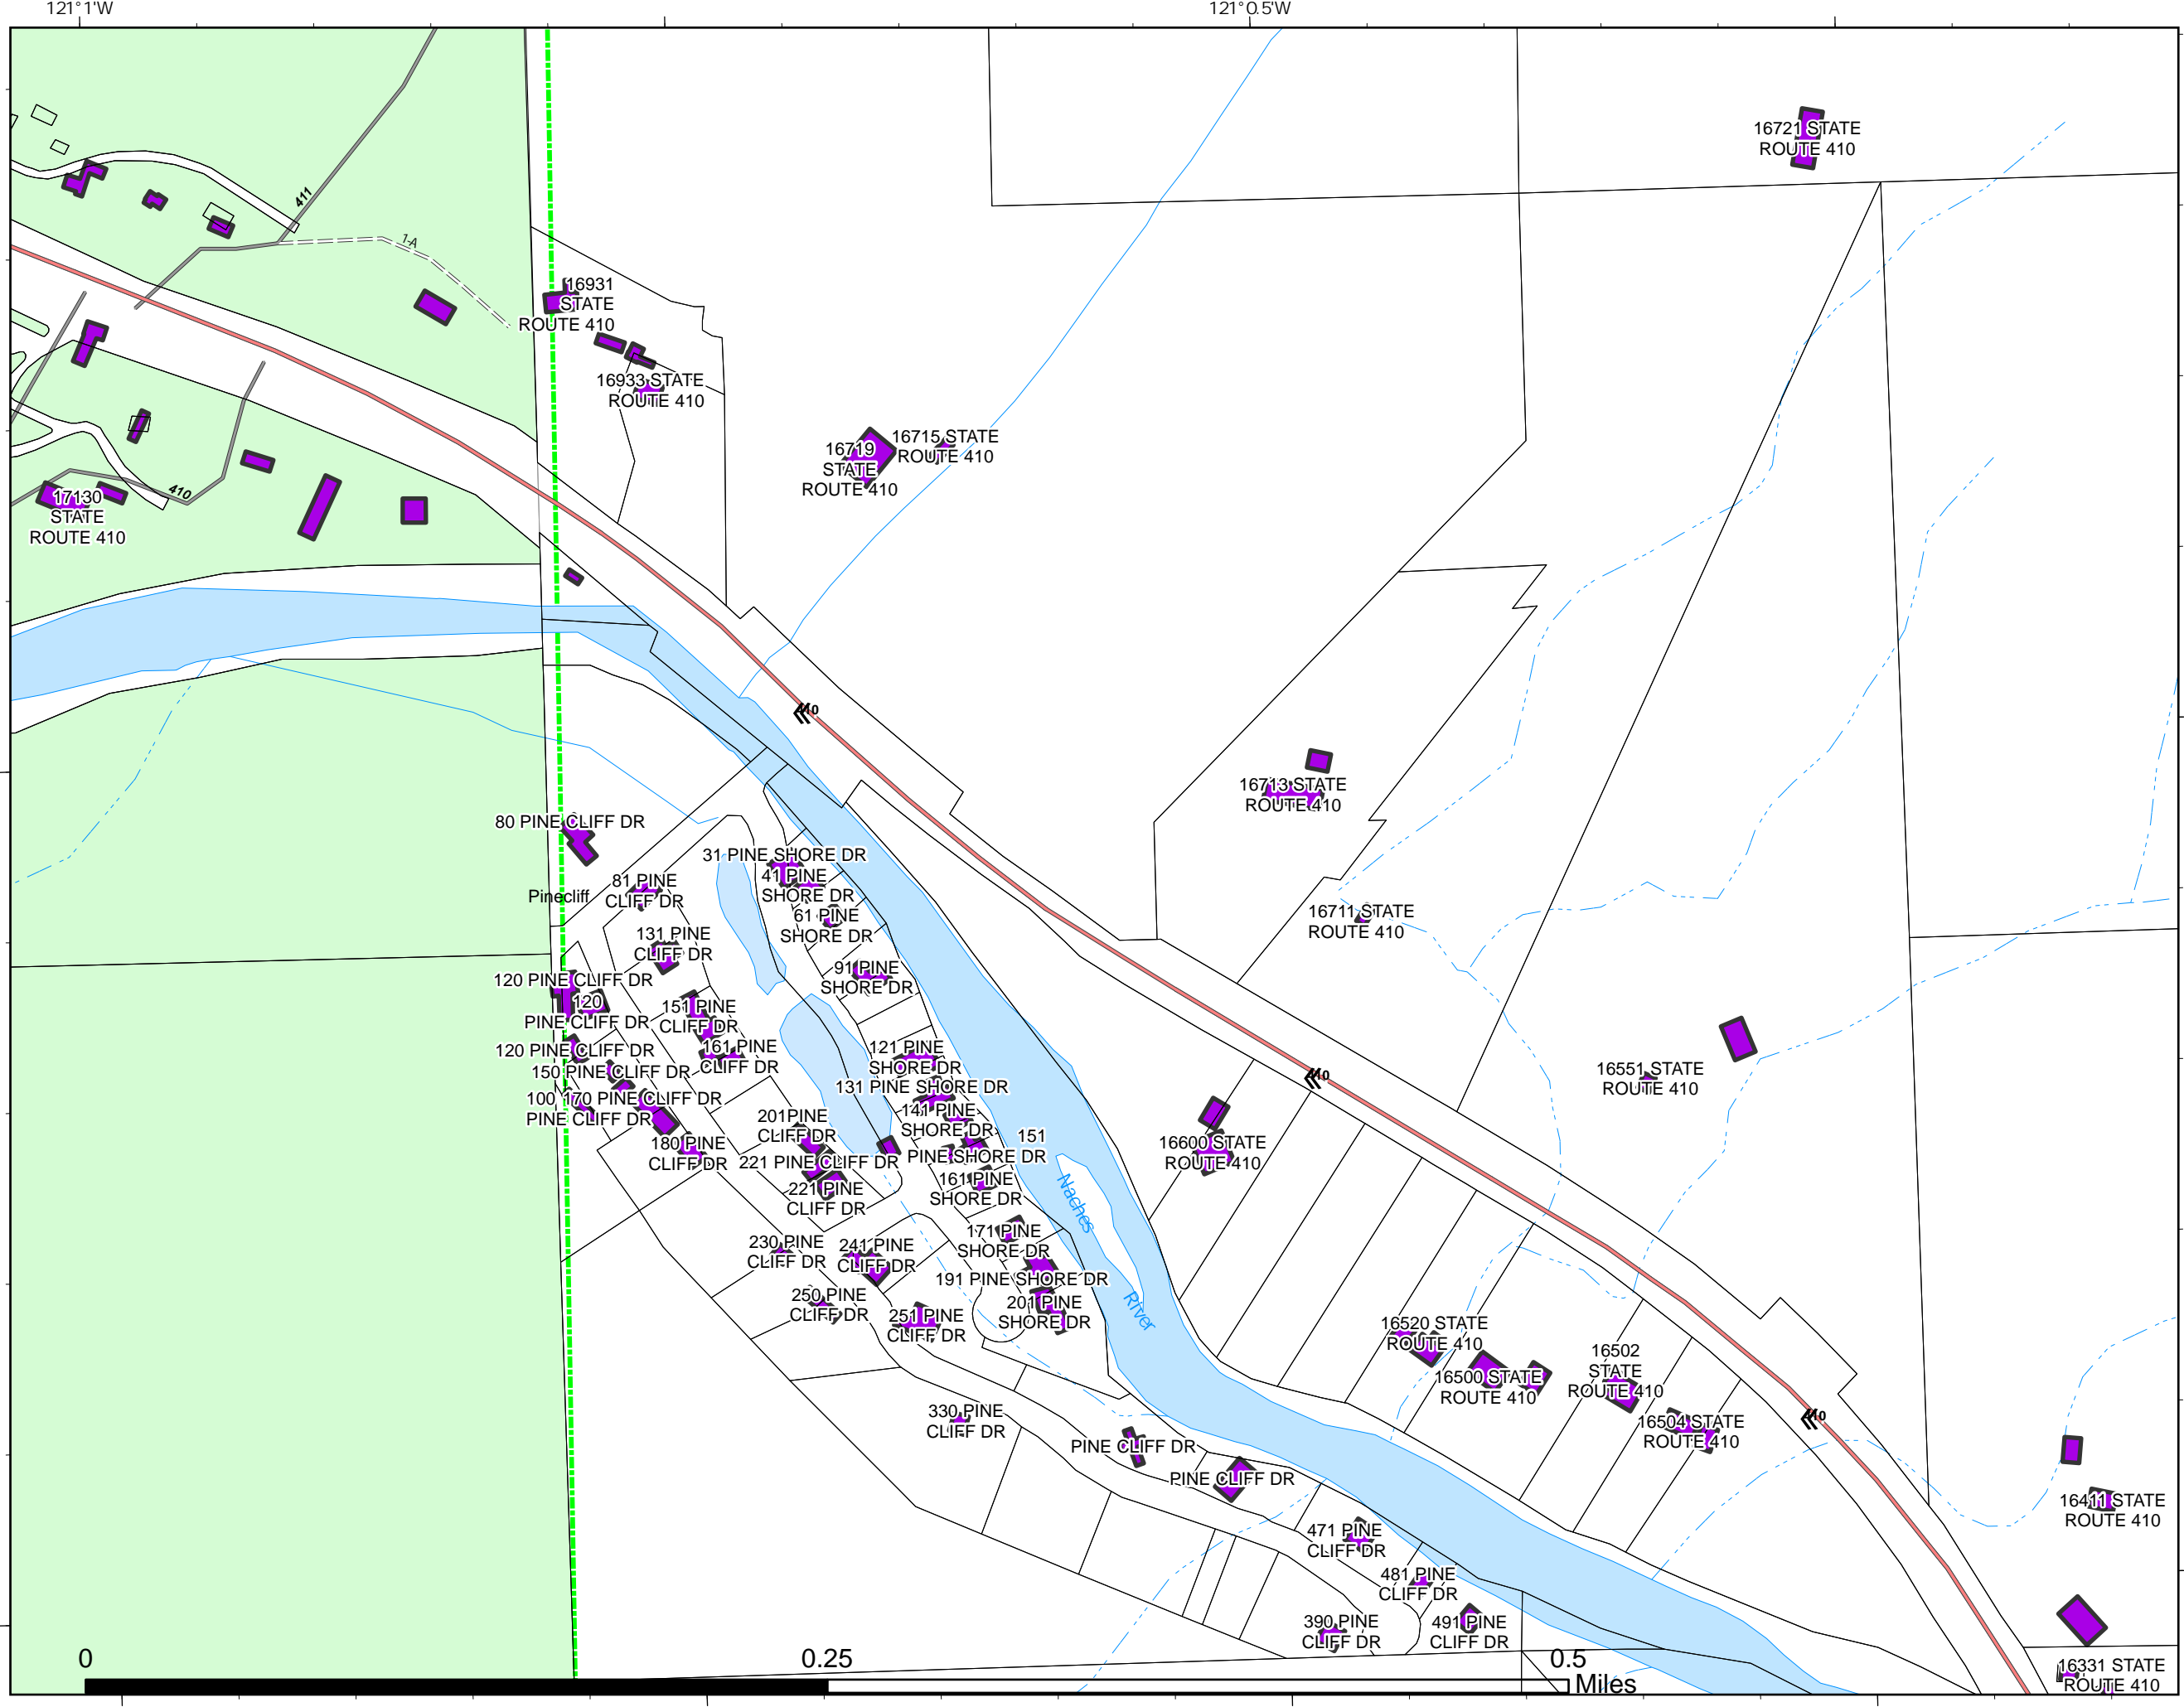 121°1'W
121°0.5'W
16721 STATE
ROUTE 410
411
1-A
16931
STATE
ROUTE 410
16933 STATE
ROUTE 410
16719
STATE
ROUTE 410
16715 STATE
ROUTE 410
410
17130
STATE
ROUTE 410
410
16713 STATE
ROUTE 410
80 PINE CLIFF DR
31 PINE SHORE DR
41 PINE
SHORE DR
81 PINE
CLIFF DR
Pinecliff
61 PINE
SHORE DR
16711 STATE
ROUTE 410
131 PINE
CLIFF DR
91 PINE
SHORE DR
120 PINE CLIFF DR
120
PINE CLIFF DR
151 PINE
CLIFF DR
120 PINE CLIFF DR
161 PINE
CLIFF DR
121 PINE
SHORE DR
410
16551 STATE
ROUTE 410
150 PINE CLIFF DR
131 PINE SHORE DR
100
PINE CLIFF DR
170 PINE CLIFF DR
141 PINE
SHORE DR
201PINE
CLIFF DR
151
PINE SHORE DR
16600 STATE
ROUTE 410
180 PINE
CLIFF DR
221 PINE CLIFF DR
221 PINE
CLIFF DR
161 PINE
SHORE DR
Naches
171 PINE
SHORE DR
230 PINE
CLIFF DR
241 PINE
CLIFF DR
191 PINE SHORE DR
River
250 PINE
CLIFF DR
201 PINE
SHORE DR
251 PINE
CLIFF DR
16520 STATE
ROUTE 410
16502
STATE
ROUTE 410
16500 STATE
ROUTE 410
330 PINE
CLIFF DR
410
16504 STATE
ROUTE 410
PINE CLIFF DR
PINE CLIFF DR
16411 STATE
ROUTE 410
471 PINE
CLIFF DR
481 PINE
CLIFF DR
390 PINE
CLIFF DR
491 PINE
CLIFF DR
0
0.25
0.5
Miles
16331 STATE
ROUTE 410